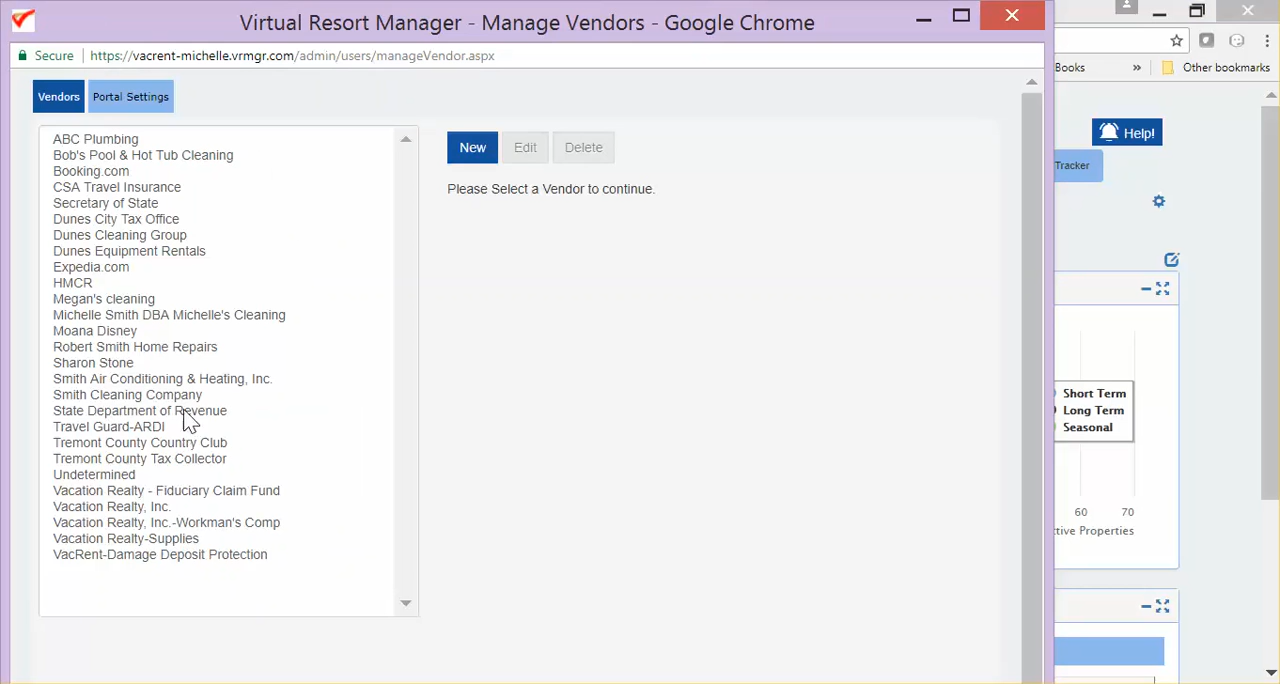 Virtual Resort Manager - Manage Vendors - Google Chrome
Secure https://vacrent-michelle.vrmgr.com/admin/users/manageVendor.aspx
Books » Other bookmarks
Vendors Portal Settings
ABC Plumbing
Bob's Pool & Hot Tub Cleaning
Booking.com
CSA Travel Insurance
Secretary of State
Dunes City Tax Office
Dunes Cleaning Group
Dunes Equipment Rentals
Expedia.com
HMCR
Megan's cleaning
Michelle Smith DBA Michelle's Cleaning
Moana Disney
Robert Smith Home Repairs
Sharon Stone
Smith Air Conditioning & Heating, Inc.
Smith Cleaning Company
State Department of Revenue
Travel Guard-ARDI
Tremont County Country Club
Tremont County Tax Collector
Undetermined
Vacation Realty - Fiduciary Claim Fund
Vacation Realty, Inc.
Vacation Realty, Inc.-Workman's Comp
Vacation Realty-Supplies
VacRent-Damage Deposit Protection
New Edit Delete
Please Select a Vendor to continue.
Help!
Tracker
Short Term
Long Term
Seasonal
60 70
ctive Properties